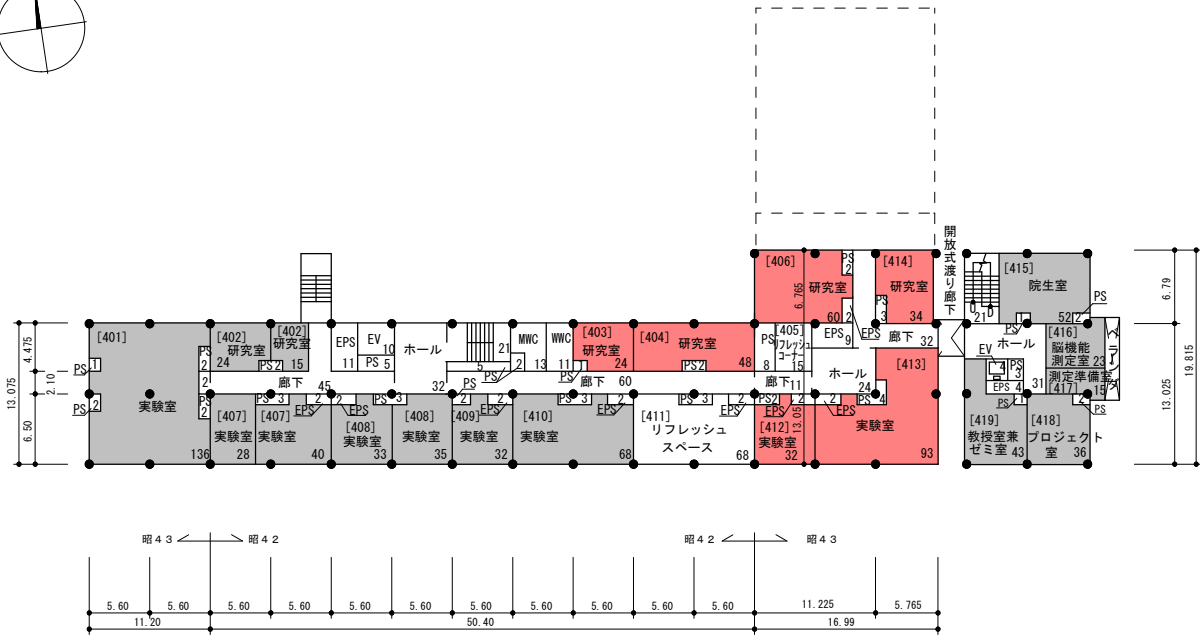 開放式渡り廊下
[406]
PS
2
[414]
研究室
研究室
6.765
60
2
PS
3
34
[415]
院生室
PS
21
D
D
52
2
6.79
19.815
13.025
[401]
実験室
136
PS
1
PS
2
PS
2
2
PS
2
[402]
研究室
24
[402]
研究室
PS2
15
EPS
11
EV
10
PS 5
ホール
32
5
21
PS
2
MWC
13
WWC
11
PS
[403]
研究室
24
[404]
研究室
PS2
48
PS
8
[405]
リフレッシュ
コーナー
15
EPS
9
EPS
廊下
32
ホール
24
[413]
実験室
93
廊下
45
廊下
60
廊下
11
PS
ホール
31
EV
4
PS
3
EPS 4
PS
1
[416]
脳機能
測定室
23
測定準備室
[417]
15
ベランダ
2
PS
[407]
実験室
28
[407]
実験室
40
PS
3
2
EPS
2
EPS
[408]
実験室
33
PS
3
[408]
実験室
35
[409]
実験室
32
PS
2
2
EPS
[410]
実験室
68
PS
3
EPS
2
[411]
リフレッシュ
スペース
68
PS
3
2
[412]
実験室
32
PS2
EPS
13.05
2
2
EPS
PS
4
[419]
教授室兼
ゼミ室
43
[418]
プロジェクト
室
36
13.075
4.475
2.10
6.50
昭43
昭42
昭42
昭43
5.60
5.60
5.60
5.60
5.60
5.60
5.60
5.60
5.60
5.60
5.60
11.225
5.765
11.20
50.40
16.99